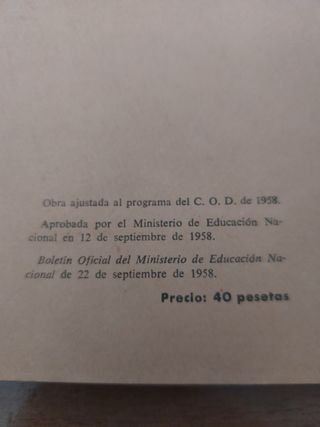 Obra ajustada al programa del C. O. D. de 1958.
Aprobada por el Ministerio de Educación Na-
cional en 12 de septiembre de 1958.
Boletín Oficial del Ministerio de Educación Na-
cional de 22 de septiembre de 1958.
Precio: 40 pesetas